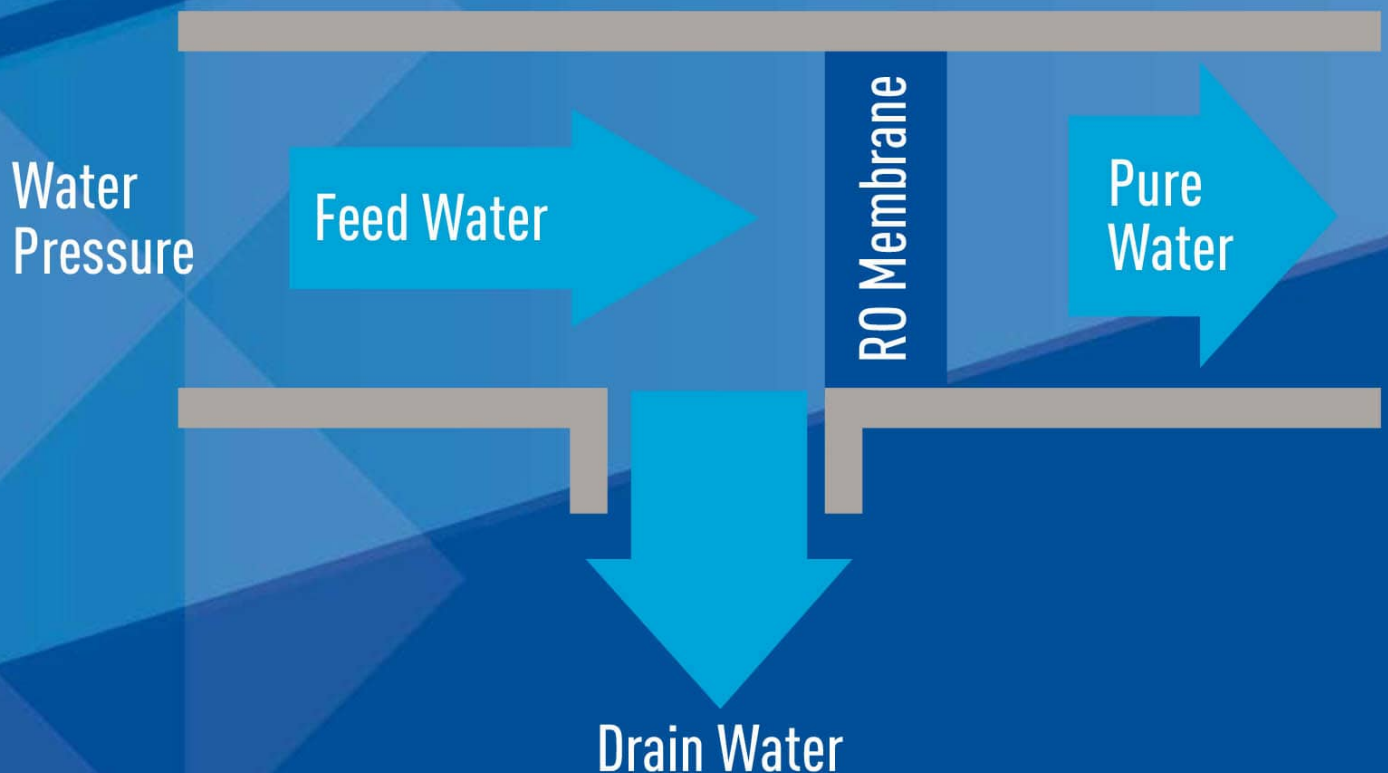 Water
Pressure
Feed Water
RO Membrane
Pure
Water
Drain Water